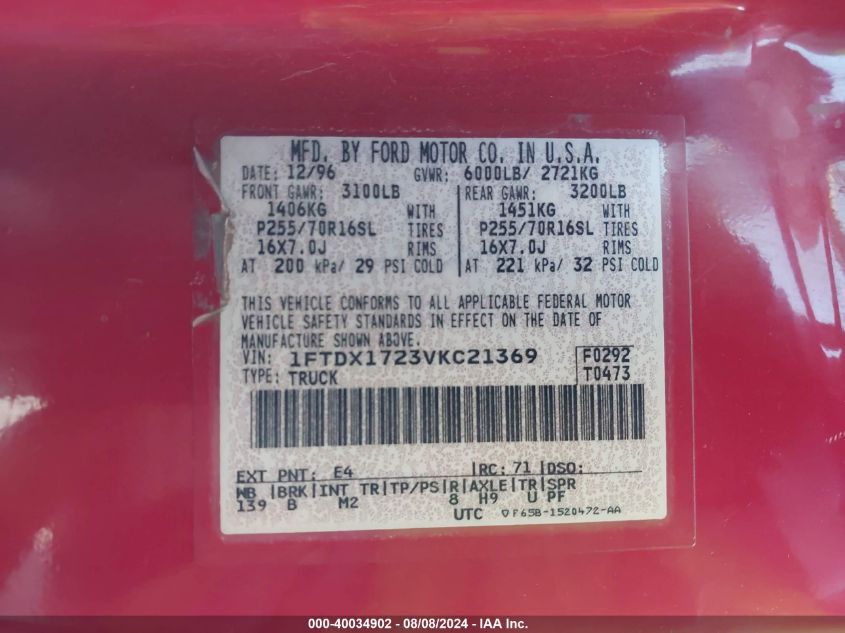 MFD. BY FORD MOTOR CO. IN U.S.A.
DATE: 12/96 GVWR: 6000LB/ 2721KG
FRONT GAWR: 3100LB REAR GAWR: 3200LB
1406KG WITH 1451KG WITH
P255/70R16SL TIRES P255/70R16SL TIRES
16X7.0J RIMS 16X7.0J RIMS
AT 200 kPa/ 29 PSI COLD AT 221 kPa/ 32 PSI COLD
THIS VEHICLE CONFORMS TO ALL APPLICABLE FEDERAL MOTOR
VEHICLE SAFETY STANDARDS IN EFFECT ON THE DATE OF
MANUFACTURE SHOWN ABOVE.
VIN: 1FTDX1723VKC21369 F0292
TYPE: TRUCK T0473
EXT PNT: E4 RC: 71 DSO:
WB BRK INT TR TP/PS R AXLE TR SPR
139 B M2 8 H9 U PF
UTC ▽F65B-1520472-AA
000-40034902 - 08/08/2024 - IAA Inc.